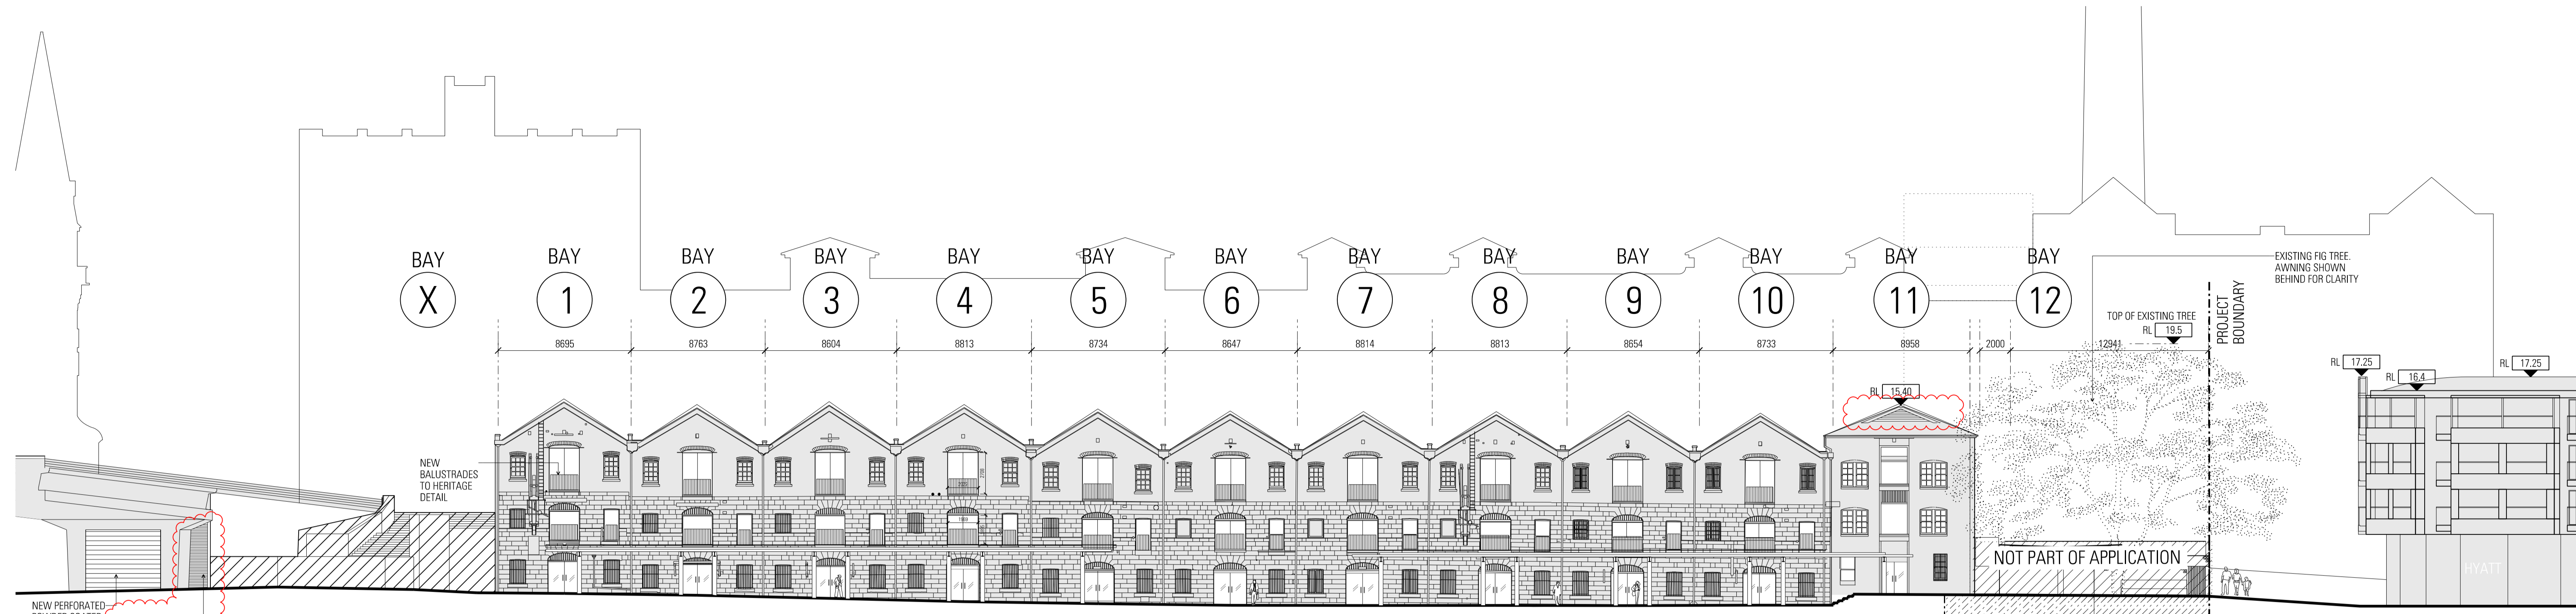 BAY
X
BAY
1
BAY
2
BAY
3
BAY
4
BAY
5
BAY
6
BAY
7
BAY
8
BAY
9
BAY
10
BAY
11
BAY
12
EXISTING FIG TREE.
AWNING SHOWN
BEHIND FOR CLARITY
PROJECT
BOUNDARY
TOP OF EXISTING TREE
RL 19.5
8695
8763
8604
8813
8734
8647
8814
8813
8654
8733
8958
2000
12941
RL 17.25
RL 16.4
RL 17.25
RL 15.40
NEW
BALUSTRADES
TO HERITAGE
DETAIL
NOT PART OF APPLICATION
HYATT
NEW PERFORATED